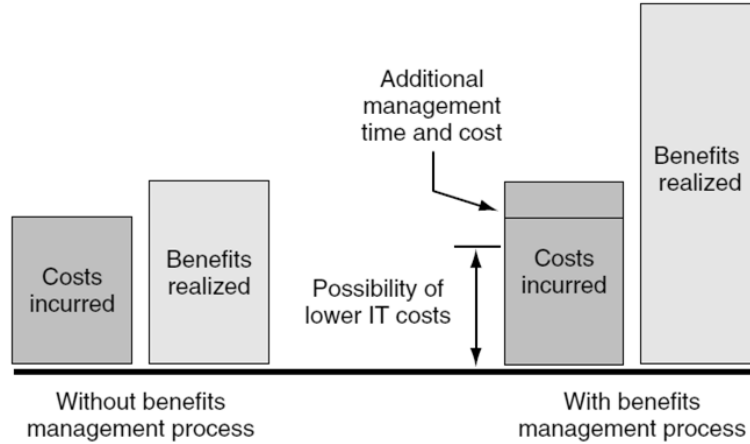 Costs
incurred
Benefits
realized
Without benefits
management process
Additional
management
time and cost
Possibility of
lower IT costs
Costs
incurred
Benefits
realized
With benefits
management process